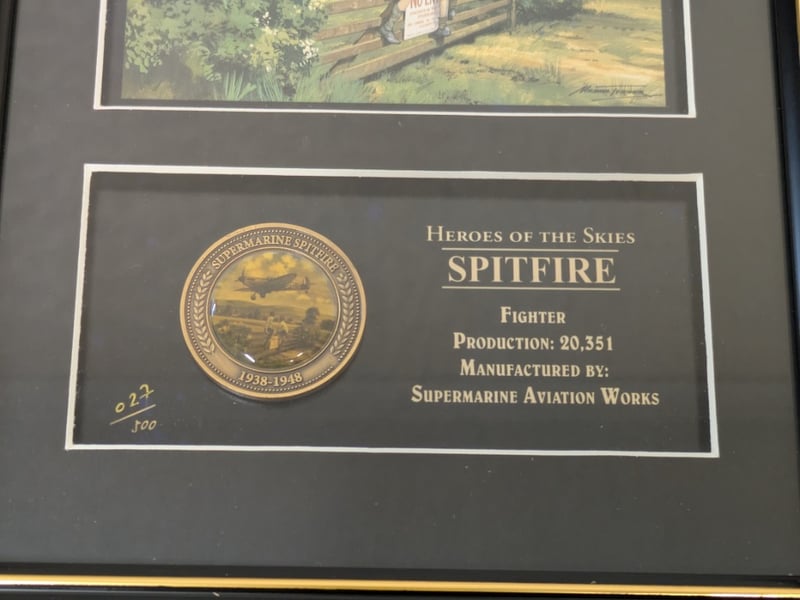 SUPERMARINE SPITFIRE
1938-1948
027
500
HEROES OF THE SKIES
SPITFIRE
FIGHTER
PRODUCTION: 20,351
MANUFACTURED BY:
SUPERMARINE AVIATION WORKS